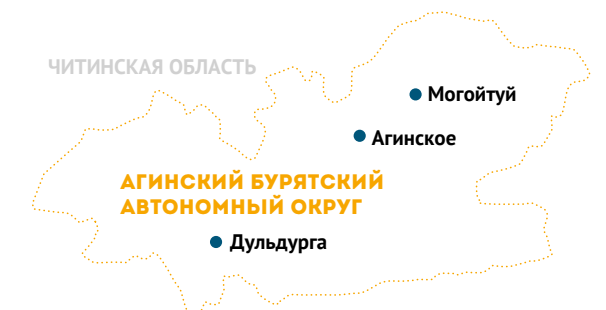 ЧИТИНСКАЯ ОБЛАСТЬ
Могойтуй
Агинское
АГИНСКИЙ БУРЯТСКИЙ
АВТОНОМНЫЙ ОКРУГ
Дульдурга